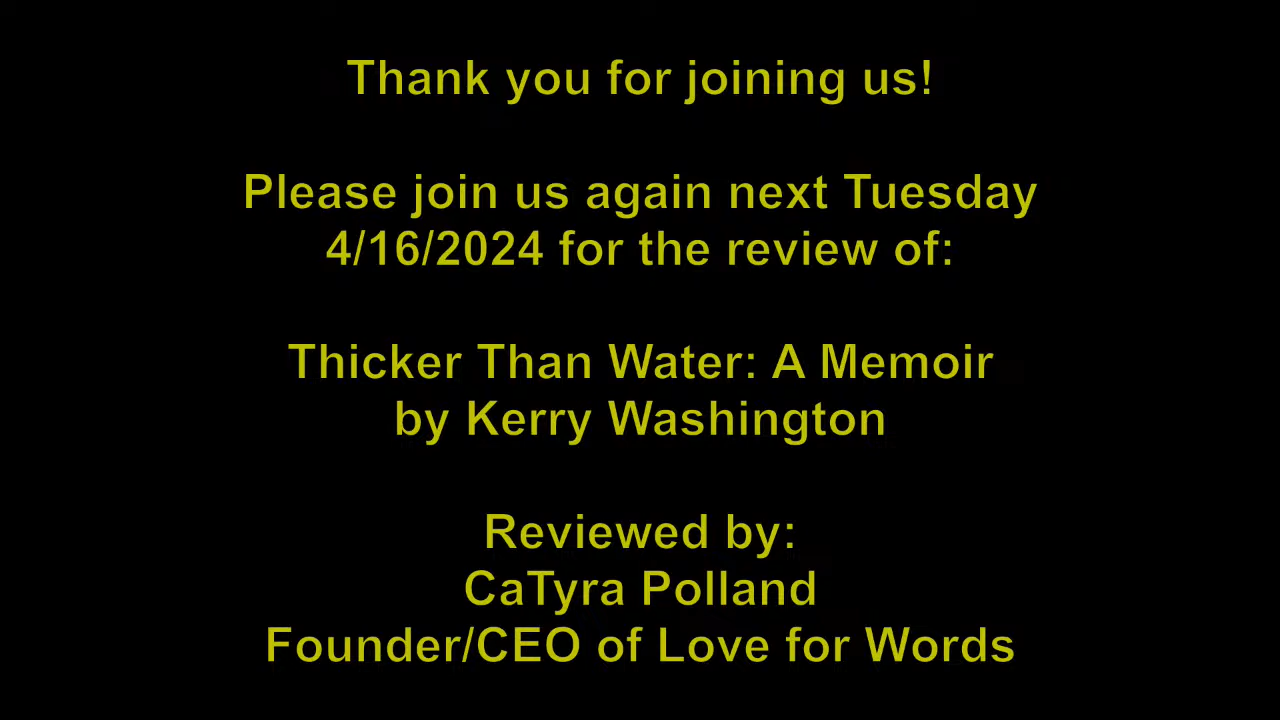 Thank you for joining us!
Please join us again next Tuesday
4/16/2024 for the review of:
Thicker Than Water: A Memoir
by Kerry Washington
Reviewed by:
CaTyra Polland
Founder/CEO of Love for Words